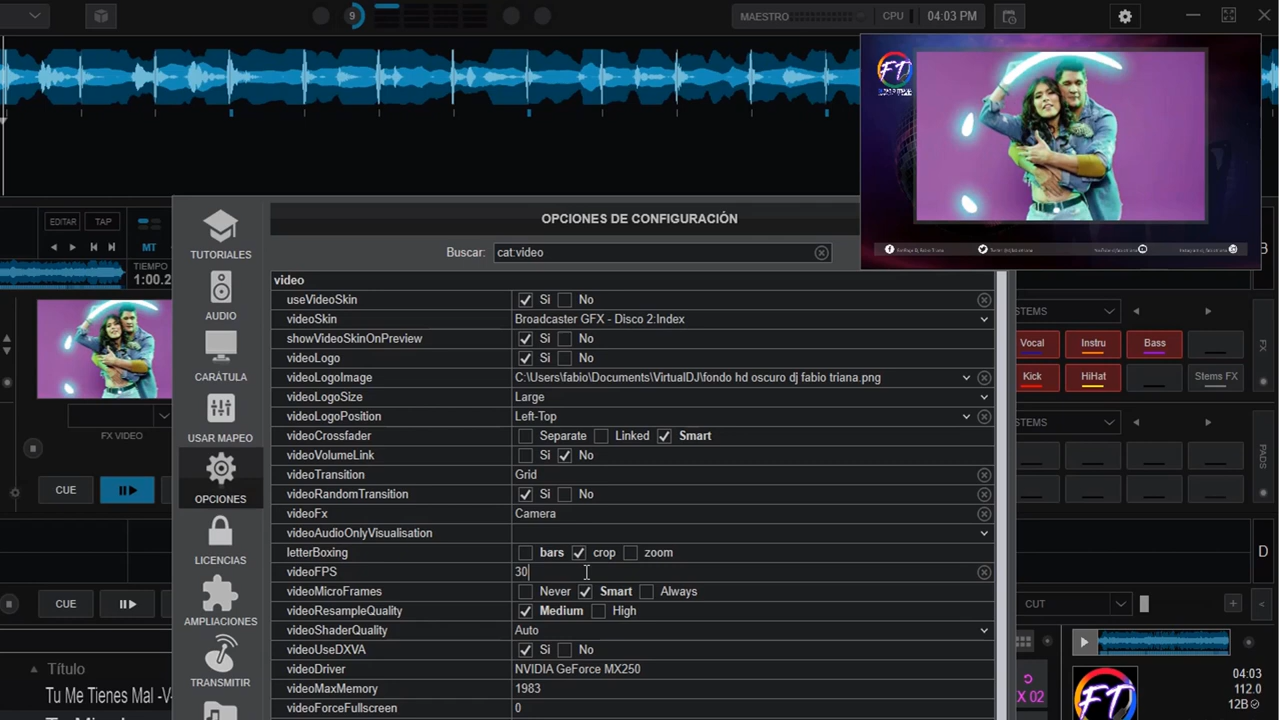 9
MAESTRO
CPU
04:03 PM
FT
EDITAR
TAP
MT
TIEMPO
1:00.2
FX VIDEO
CUE
CUE
Título
Tu Me Tienes Mal -V-
TUTORIALES
AUDIO
CARÁTULA
USAR MAPEO
OPCIONES
LICENCIAS
AMPLIACIONES
TRANSMITIR
OPCIONES DE CONFIGURACIÓN
Buscar: cat:video
video
useVideoSkin Si No
videoSkin Broadcaster GFX - Disco 2:Index
showVideoSkinOnPreview Si No
videoLogo Si No
videoLogoImage C:\Users\fabio\Documents\VirtualDJ\fondo hd oscuro dj fabio triana.png
videoLogoSize Large
videoLogoPosition Left-Top
videoCrossfader Separate Linked Smart
videoVolumeLink Si No
videoTransition Grid
videoRandomTransition Si No
videoFx Camera
videoAudioOnlyVisualisation
letterBoxing bars crop zoom
videoFPS 30
videoMicroFrames Never Smart Always
videoResampleQuality Medium High
videoShaderQuality Auto
videoUseDXVA Si No
videoDriver NVIDIA GeForce MX250
videoMaxMemory 1983
videoForceFullscreen 0
B
STEMS
Vocal Instru Bass
Kick HiHat Stems FX
FX
STEMS
PADS
D
CUT
X 02
FT
04:03
112.0
12B